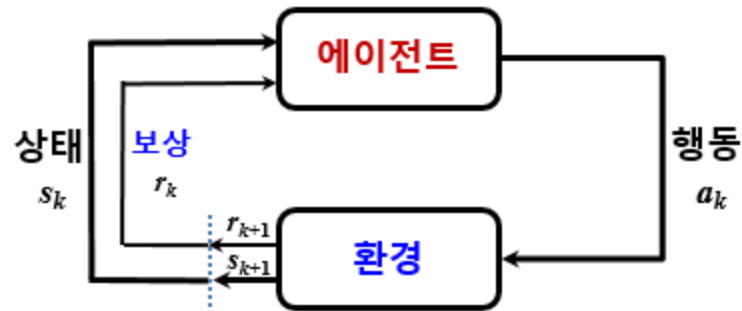 에이전트
상태
s_k
보상
r_k
행동
a_k
r_{k+1}
s_{k+1}
환경